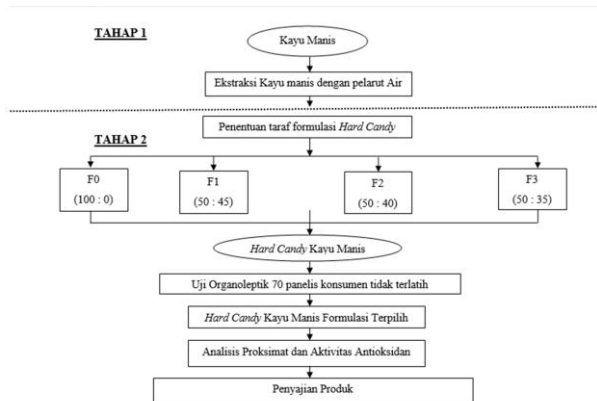 TAHAP 1
Kayu Manis
Ekstraksi Kayu manis dengan pelarut Air
Penentuan taraf formulasi Hard Candy
TAHAP 2
F0
(100 : 0)
F1
(50 : 45)
F2
(50 : 40)
F3
(50 : 35)
Hard Candy Kayu Manis
Uji Organoleptik 70 panelis konsumen tidak terlatih
Hard Candy Kayu Manis Formulasi Terpilih
Analisis Proksimat dan Aktivitas Antioksidan
Penyajian Produk